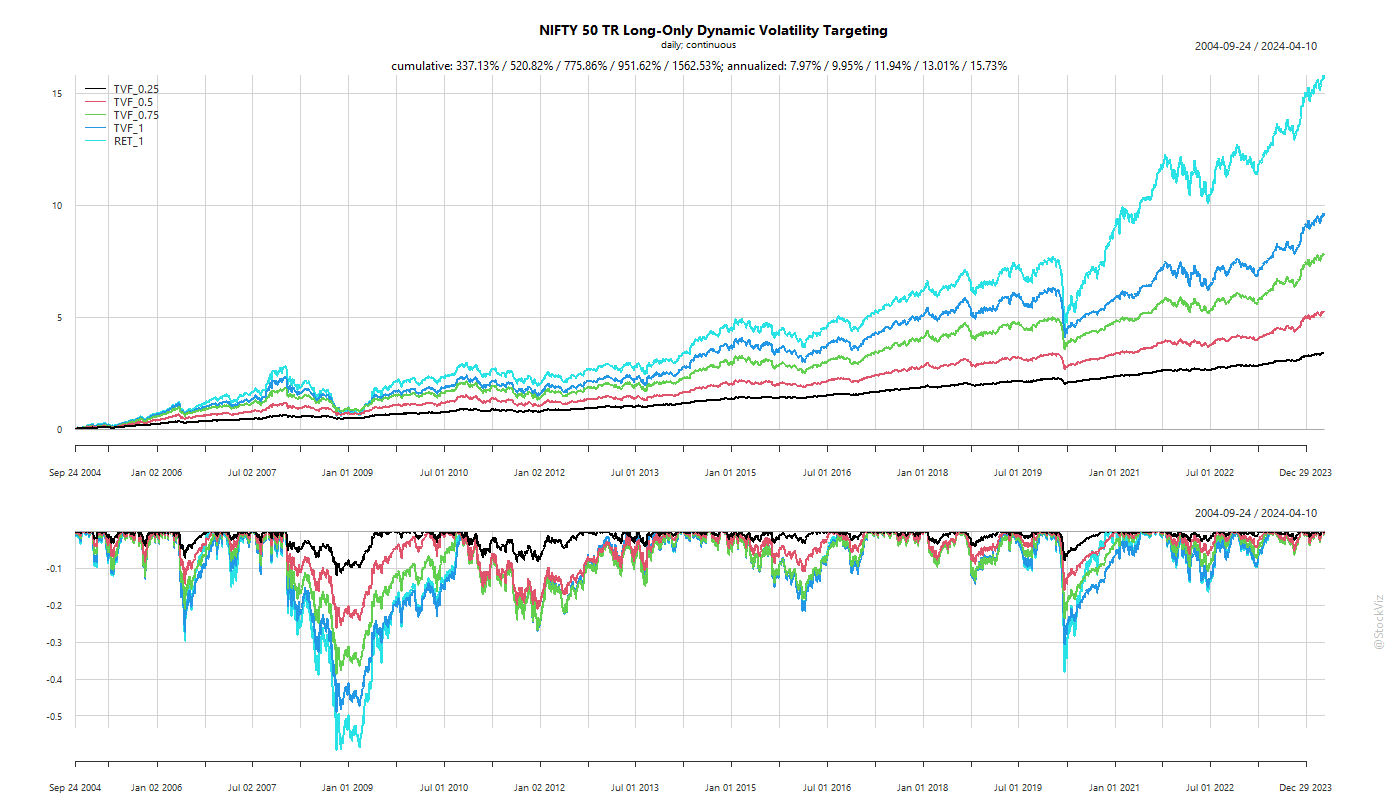 NIFTY 50 TR Long-Only Dynamic Volatility Targeting
daily; continuous
2004-09-24 / 2024-04-10
cumulative: 337.13% / 520.82% / 775.86% / 951.62% / 1562.53%; annualized: 7.97% / 9.95% / 11.94% / 13.01% / 15.73%
TVF_0.25
TVF_0.5
TVF_0.75
TVF_1
RET_1
15
10
5
0
Sep 24 2004 Jan 02 2006 Jul 02 2007 Jan 01 2009 Jul 01 2010 Jan 02 2012 Jul 01 2013 Jan 01 2015 Jul 01 2016 Jan 01 2018 Jul 01 2019 Jan 01 2021 Jul 01 2022 Dec 29 2023
2004-09-24 / 2024-04-10
-0.1
-0.2
-0.3
-0.4
-0.5
Sep 24 2004 Jan 02 2006 Jul 02 2007 Jan 01 2009 Jul 01 2010 Jan 02 2012 Jul 01 2013 Jan 01 2015 Jul 01 2016 Jan 01 2018 Jul 01 2019 Jan 01 2021 Jul 01 2022 Dec 29 2023
@StockViz